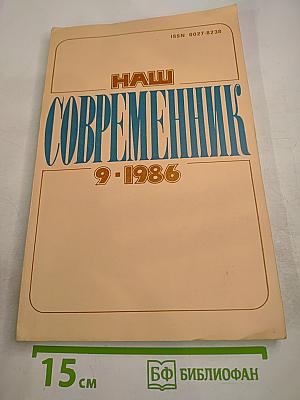 ISSN 0027-8238
НАШ
СОВРЕМЕННИК
9·1986
15 см
БФ БИБЛИОФАН